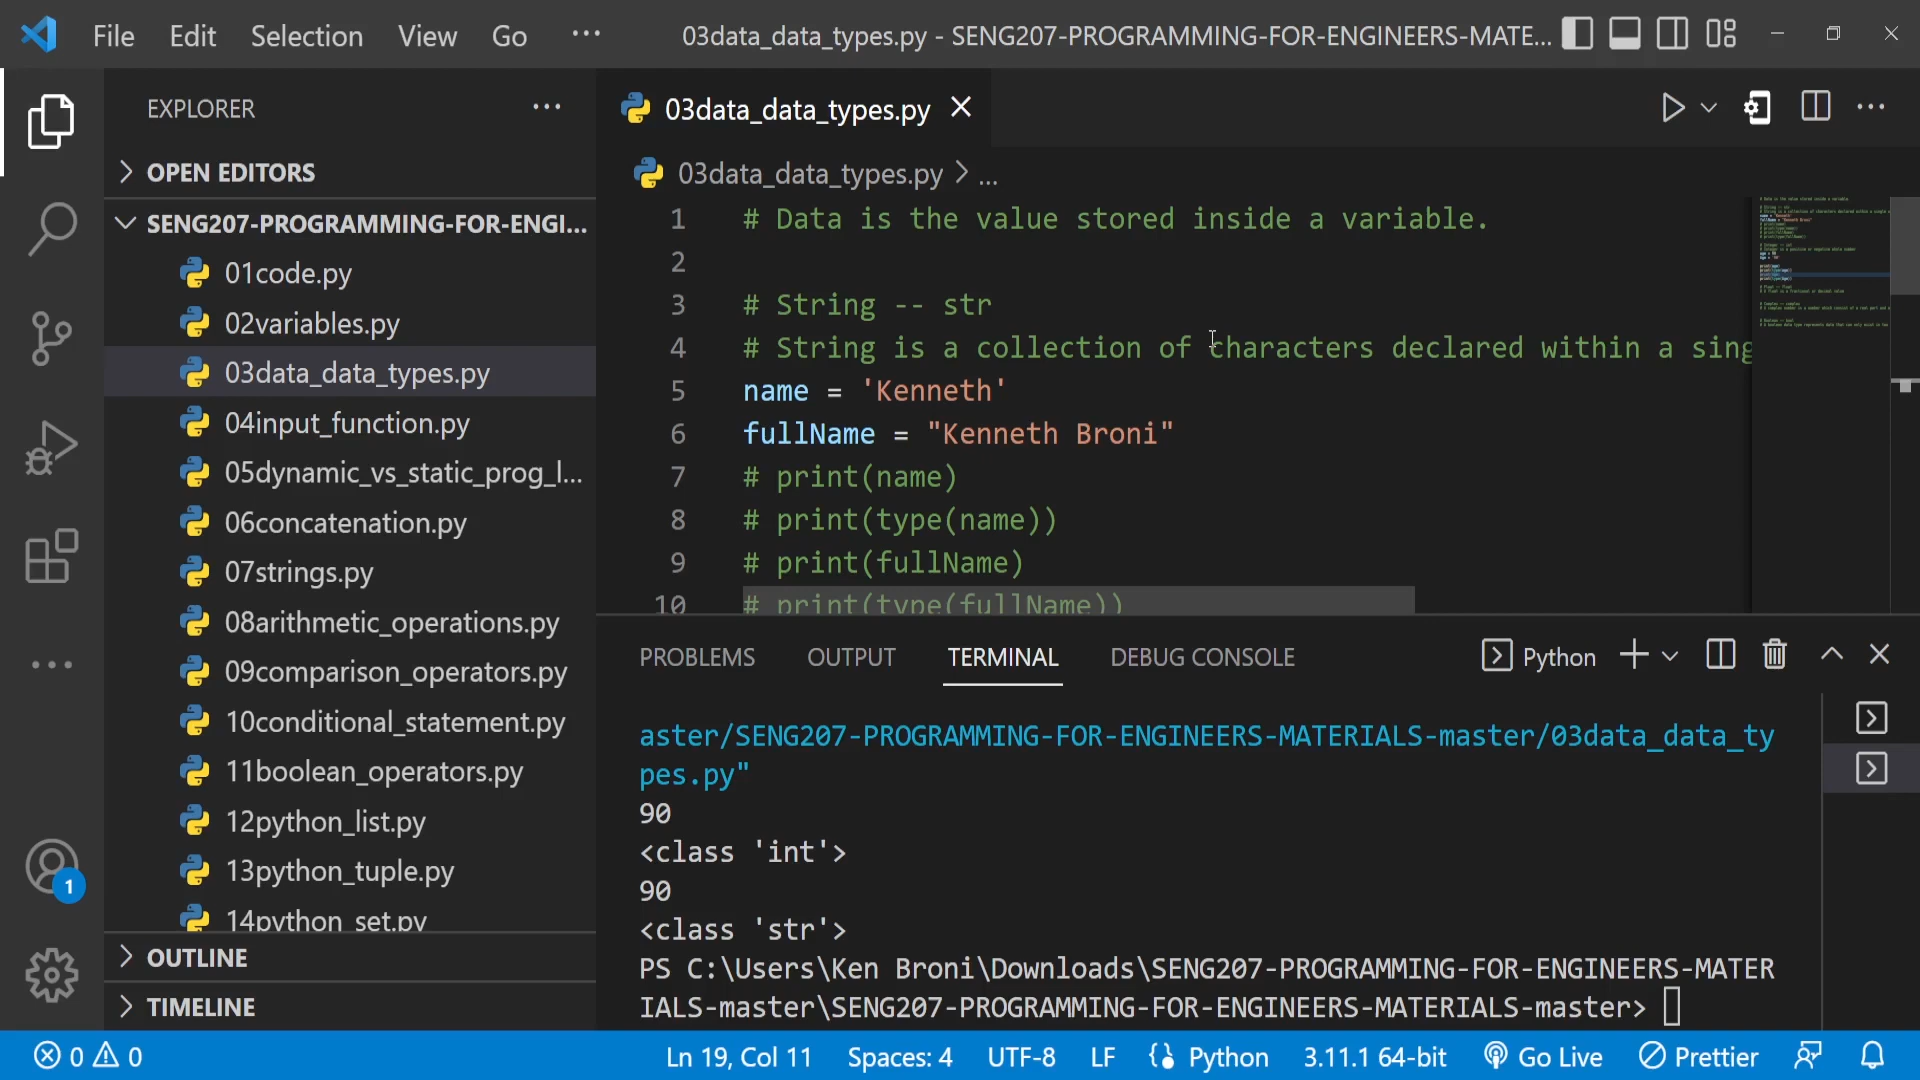 File Edit Selection View Go ... 03data_data_types.py - SENG207-PROGRAMMING-FOR-ENGINEERS-MATE...
EXPLORER
OPEN EDITORS
SENG207-PROGRAMMING-FOR-ENGI...
01code.py
02variables.py
03data_data_types.py
04input_function.py
05dynamic_vs_static_prog_l...
06concatenation.py
07strings.py
08arithmetic_operations.py
09comparison_operators.py
10conditional_statement.py
11boolean_operators.py
12python_list.py
13python_tuple.py
14python_set.py
OUTLINE
TIMELINE
1
03data_data_types.py
03data_data_types.py > ...
1 # Data is the value stored inside a variable.
2
3 # String -- str
4 # String is a collection of characters declared within a sing
5 name = 'Kenneth'
6 fullName = "Kenneth Broni"
7 # print(name)
8 # print(type(name))
9 # print(fullName)
10 # print(type(fullName))
PROBLEMS OUTPUT TERMINAL DEBUG CONSOLE Python
aster/SENG207-PROGRAMMING-FOR-ENGINEERS-MATERIALS-master/03data_data_ty
pes.py"
90
<class 'int'>
90
<class 'str'>
PS C:\Users\Ken Broni\Downloads\SENG207-PROGRAMMING-FOR-ENGINEERS-MATER
IALS-master\SENG207-PROGRAMMING-FOR-ENGINEERS-MATERIALS-master>
0 0 Ln 19, Col 11 Spaces: 4 UTF-8 LF Python 3.11.1 64-bit Go Live Prettier